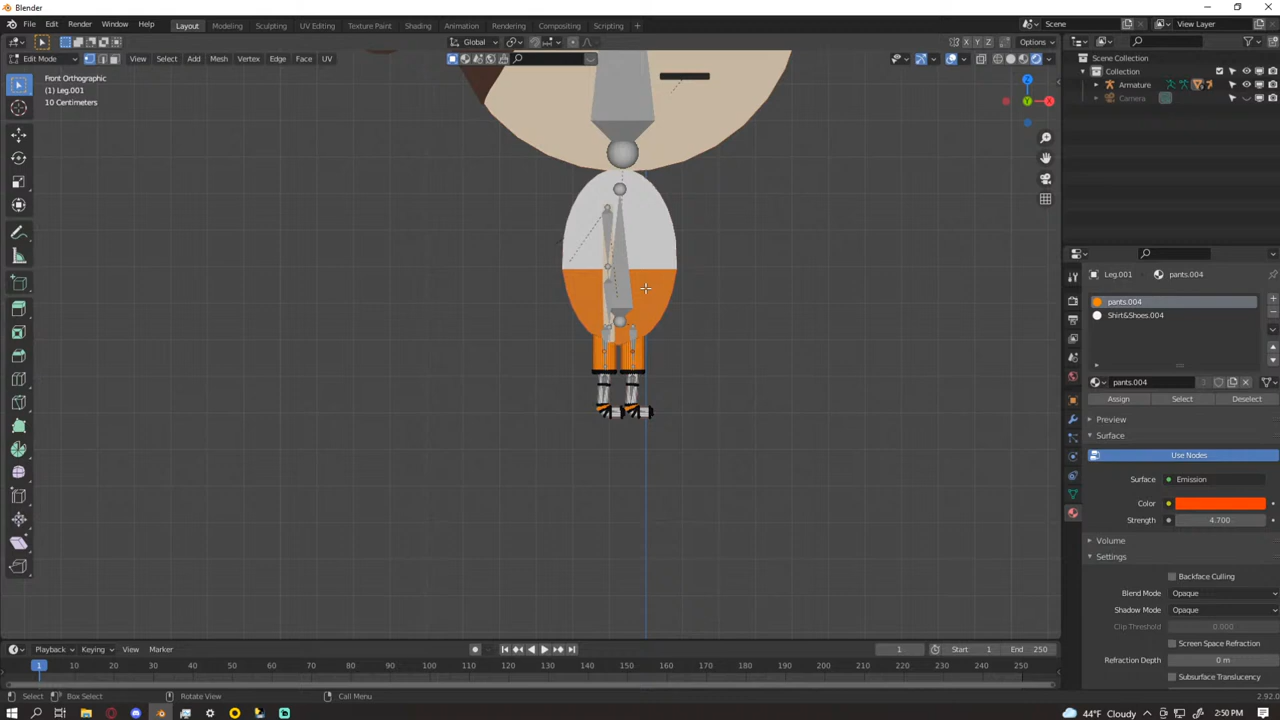 Blender
File Edit Render Window Help
Layout Modeling Sculpting UV Editing Texture Paint Shading Animation Rendering Compositing Scripting
Scene
View Layer
Global
X Y Z Options
Edit Mode View Select Add Mesh Vertex Edge Face UV
Front Orthographic
(1) Leg.001
10 Centimeters
Z
X
Y
Scene Collection
Collection
Armature
Camera
Leg.001 pants.004
pants.004
Shirt&Shoes.004
pants.004 3
Assign Select Deselect
Preview
Surface
Use Nodes
Surface Emission
Color
Strength 4.700
Volume
Settings
Backface Culling
Blend Mode Opaque
Shadow Mode Opaque
Clip Threshold 0.000
Screen Space Refraction
Refraction Depth 0 m
Subsurface Translucency
Playback Keying View Marker
1 Start 1 End 250
1 10 20 30 40 50 60 70 80 90 100 110 120 130 140 150 160 170 180 190 200 210 220 230 240 250
Select Box Select Rotate View Call Menu
2.92.0
44°F Cloudy 2:50 PM